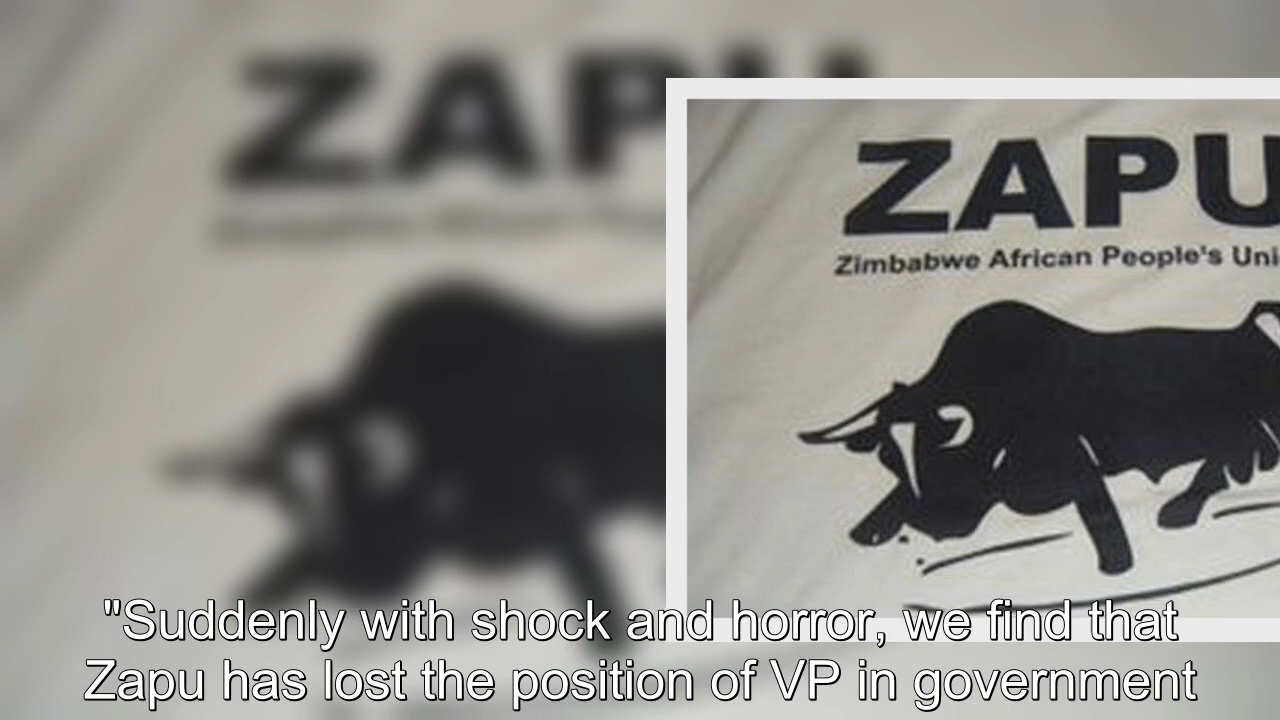 ZAPU
Zimbabwe African People's Uni
"Suddenly with shock and horror, we find that
Zapu has lost the position of VP in government